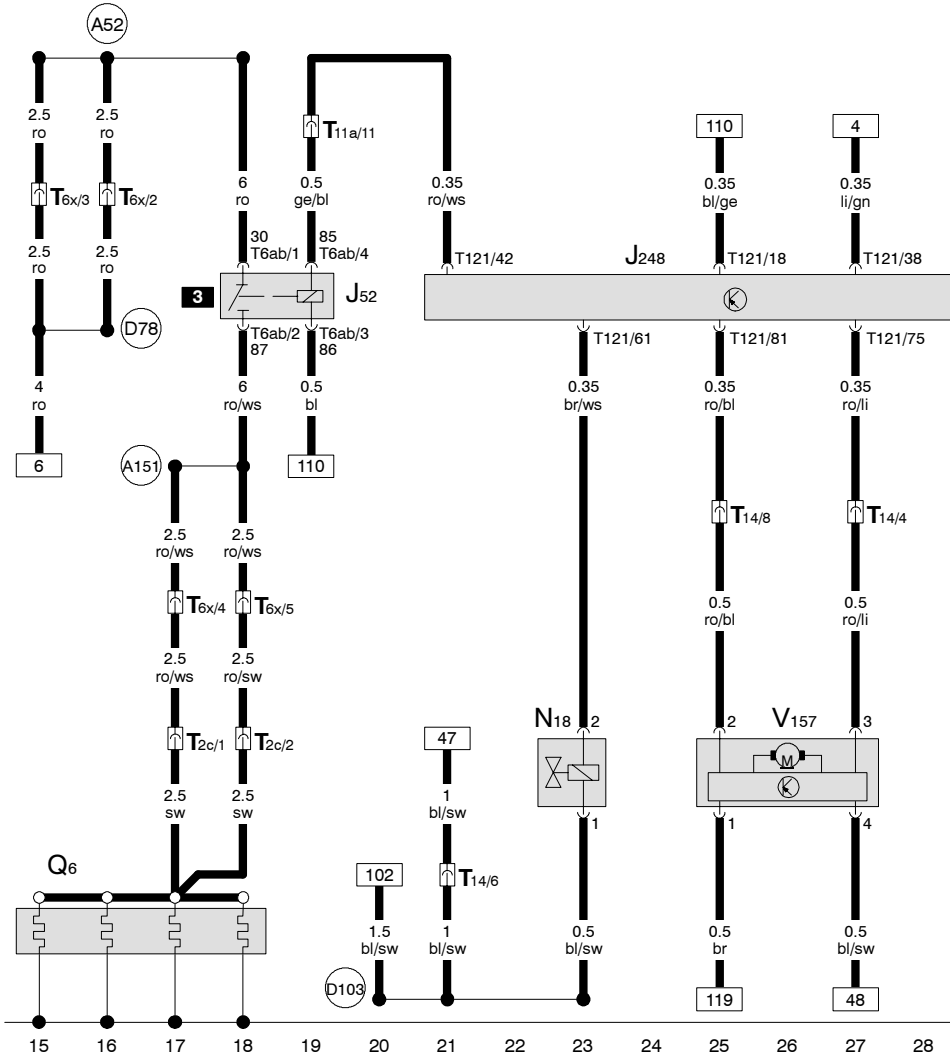 A52
2.5
ro
2.5
ro
T11a/11
110
4
T6x/3
T6x/2
6
ro
0.5
ge/bl
0.35
ro/ws
0.35
bl/ge
0.35
li/gn
2.5
ro
2.5
ro
30
T6ab/1
85
T6ab/4
T121/42
J248
T121/18
T121/38
3
J52
D78
T6ab/2
87
T6ab/3
86
T121/61
T121/81
T121/75
4
ro
6
ro/ws
0.5
bl
0.35
br/ws
0.35
ro/bl
0.35
ro/li
6
A151
110
T14/8
T14/4
2.5
ro/ws
2.5
ro/ws
T6x/4
T6x/5
0.5
ro/bl
0.5
ro/li
2.5
ro/ws
2.5
ro/sw
T2c/1
T2c/2
47
N18
2
2
V157
3
M
2.5
sw
2.5
sw
1
bl/sw
1
1
4
Q6
102
T14/6
1.5
bl/sw
1
bl/sw
0.5
bl/sw
0.5
br
0.5
bl/sw
D103
119
48
15 16 17 18 19 20 21 22 23 24 25 26 27 28